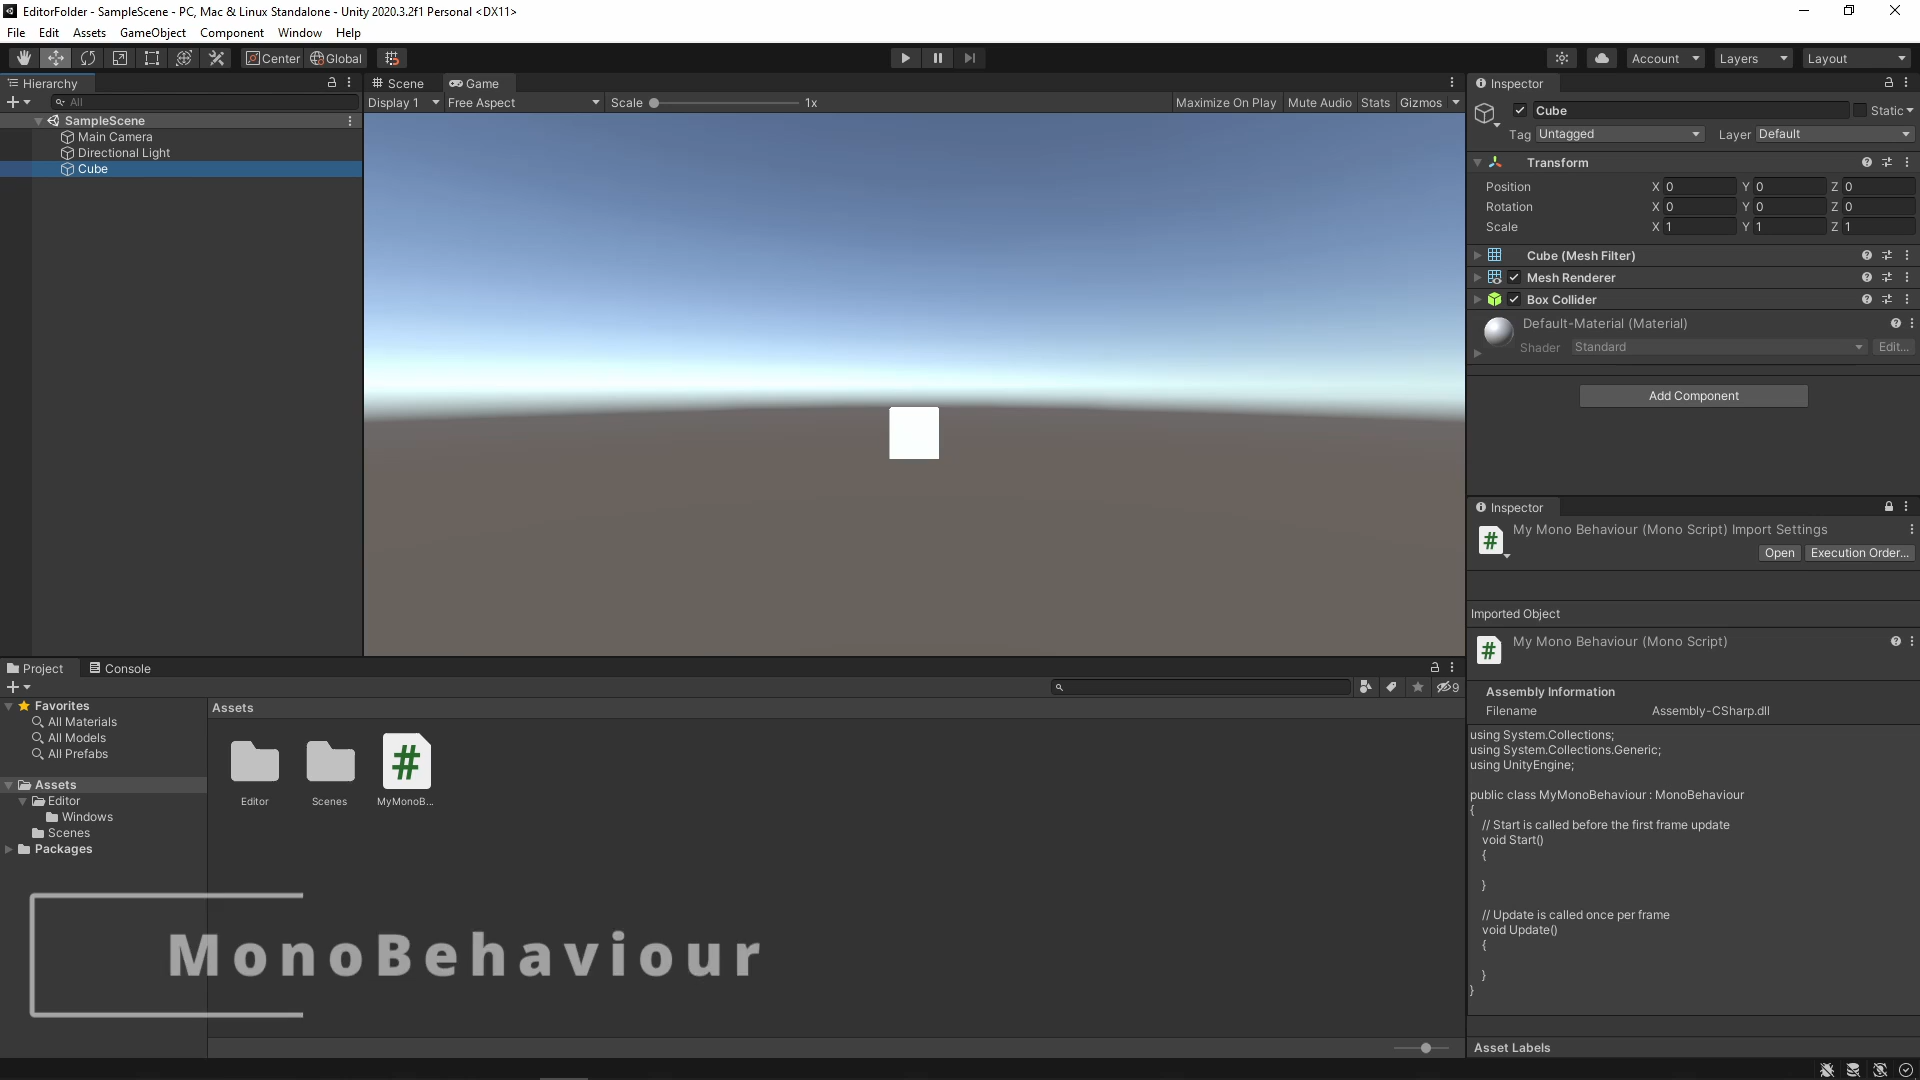 EditorFolder - SampleScene - PC, Mac & Linux Standalone - Unity 2020.3.2f1 Personal <DX11>
File Edit Assets GameObject Component Window Help
Center Global
Account Layers Layout
Hierarchy
All
SampleScene
Main Camera
Directional Light
Cube
Scene Game
Display 1 Free Aspect Scale 1x Maximize On Play Mute Audio Stats Gizmos
Inspector
Cube Static
Tag Untagged Layer Default
Transform
Position X 0 Y 0 Z 0
Rotation X 0 Y 0 Z 0
Scale X 1 Y 1 Z 1
Cube (Mesh Filter)
Mesh Renderer
Box Collider
Default-Material (Material)
Shader Standard Edit...
Add Component
Inspector
My Mono Behaviour (Mono Script) Import Settings
Open Execution Order...
Imported Object
My Mono Behaviour (Mono Script)
Assembly Information
Filename Assembly-CSharp.dll
using System.Collections;
using System.Collections.Generic;
using UnityEngine;
public class MyMonoBehaviour : MonoBehaviour
{
// Start is called before the first frame update
void Start()
{
}
// Update is called once per frame
void Update()
{
}
}
Asset Labels
Project Console
9
Favorites
All Materials
All Models
All Prefabs
Assets
Editor
Windows
Scenes
Packages
Assets
Editor Scenes MyMonoB...
MonoBehaviour